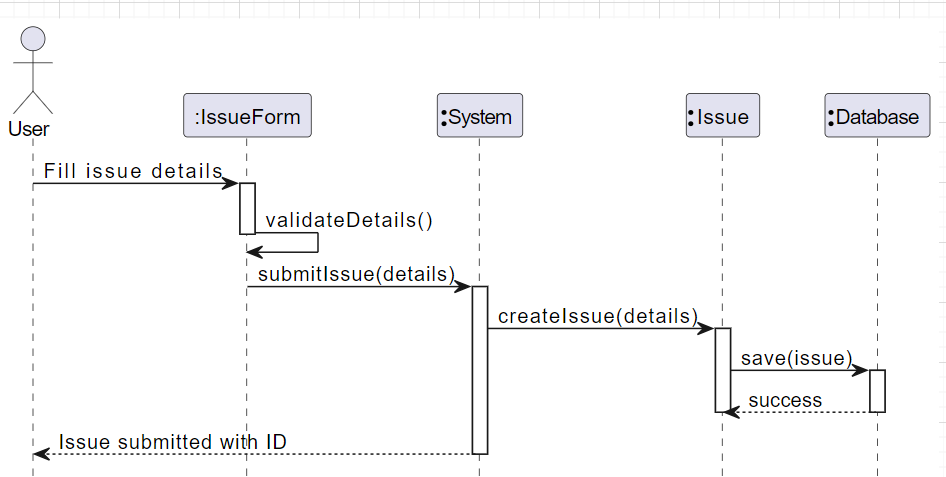 User
:IssueForm
:System
:Issue
:Database
Fill issue details
validateDetails()
submitIssue(details)
createIssue(details)
save(issue)
success
Issue submitted with ID